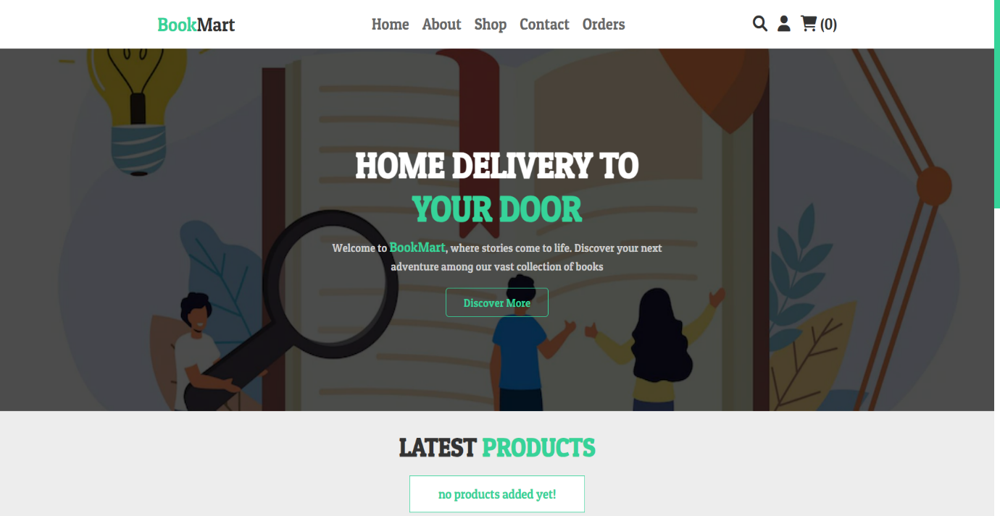 BookMart
Home About Shop Contact Orders
(0)
HOME DELIVERY TO
YOUR DOOR
Welcome to BookMart, where stories come to life. Discover your next
adventure among our vast collection of books
Discover More
LATEST PRODUCTS
no products added yet!